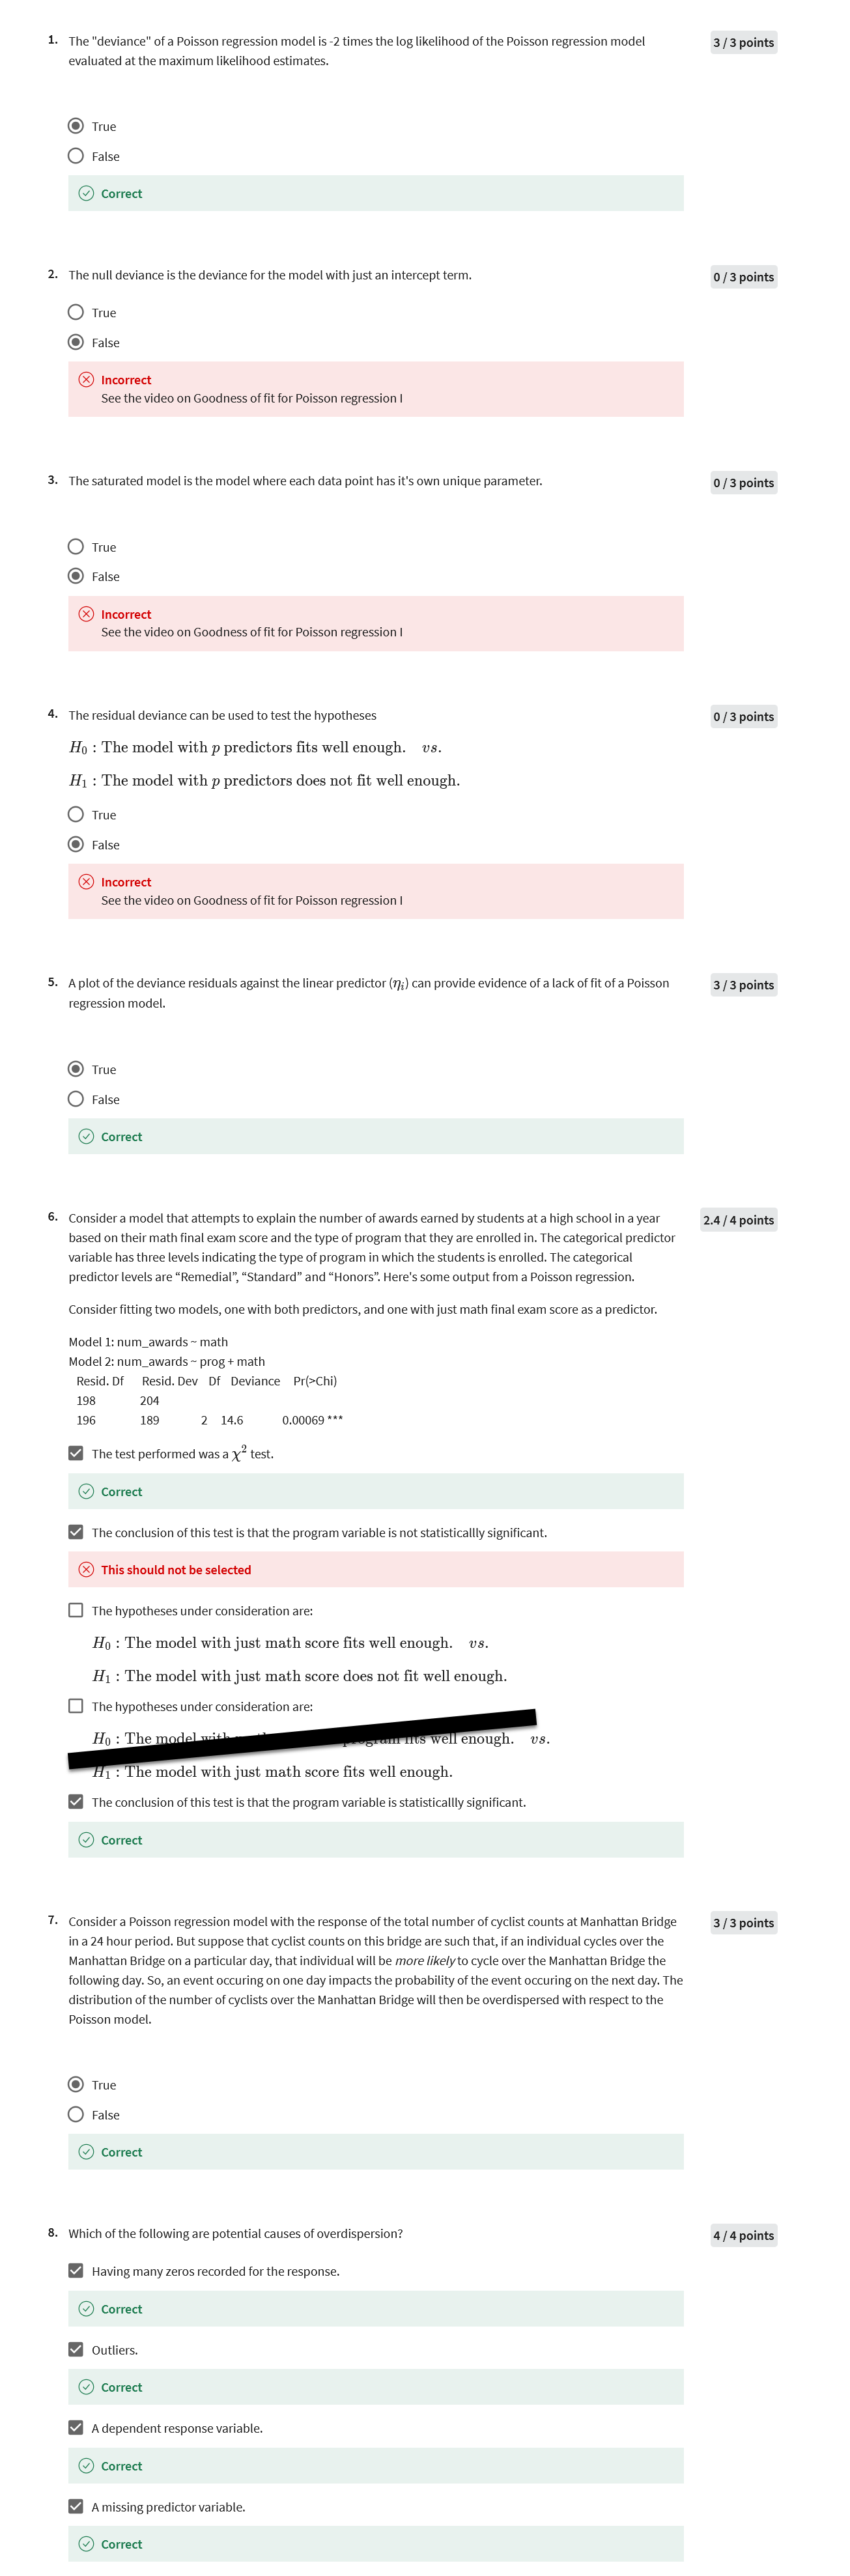 1. The "deviance" of a Poisson regression model is -2 times the log likelihood of the Poisson regression model
evaluated at the maximum likelihood estimates.
3 / 3 points
True
False
Correct
2. The null deviance is the deviance for the model with just an intercept term.
0 / 3 points
True
False
Incorrect
See the video on Goodness of fit for Poisson regression I
3. The saturated model is the model where each data point has it's own unique parameter.
0 / 3 points
True
False
Incorrect
See the video on Goodness of fit for Poisson regression I
4. The residual deviance can be used to test the hypotheses
0 / 3 points
H₀ : The model with p predictors fits well enough. vs.
H₁ : The model with p predictors does not fit well enough.
True
False
Incorrect
See the video on Goodness of fit for Poisson regression I
5. A plot of the deviance residuals against the linear predictor (ηᵢ) can provide evidence of a lack of fit of a Poisson
regression model.
3 / 3 points
True
False
Correct
6. Consider a model that attempts to explain the number of awards earned by students at a high school in a year
based on their math final exam score and the type of program that they are enrolled in. The categorical predictor
variable has three levels indicating the type of program in which the students is enrolled. The categorical
predictor levels are “Remedial”, “Standard” and “Honors”. Here's some output from a Poisson regression.
2.4 / 4 points
Consider fitting two models, one with both predictors, and one with just math final exam score as a predictor.
Model 1: num_awards ~ math
Model 2: num_awards ~ prog + math
Resid. Df Resid. Dev Df Deviance Pr(>Chi)
198 204
196 189 2 14.6 0.00069 ***
The test performed was a χ² test.
Correct
The conclusion of this test is that the program variable is not statisticallly significant.
This should not be selected
The hypotheses under consideration are:
H₀ : The model with just math score fits well enough. vs.
H₁ : The model with just math score does not fit well enough.
The hypotheses under consideration are:
H₀ : The model with fits well enough. vs.
H₁ : The model with just math score fits well enough.
The conclusion of this test is that the program variable is statisticallly significant.
Correct
7. Consider a Poisson regression model with the response of the total number of cyclist counts at Manhattan Bridge
in a 24 hour period. But suppose that cyclist counts on this bridge are such that, if an individual cycles over the
Manhattan Bridge on a particular day, that individual will be more likely to cycle over the Manhattan Bridge the
following day. So, an event occuring on one day impacts the probability of the event occuring on the next day. The
distribution of the number of cyclists over the Manhattan Bridge will then be overdispersed with respect to the
Poisson model.
3 / 3 points
True
False
Correct
8. Which of the following are potential causes of overdispersion?
4 / 4 points
Having many zeros recorded for the response.
Correct
Outliers.
Correct
A dependent response variable.
Correct
A missing predictor variable.
Correct